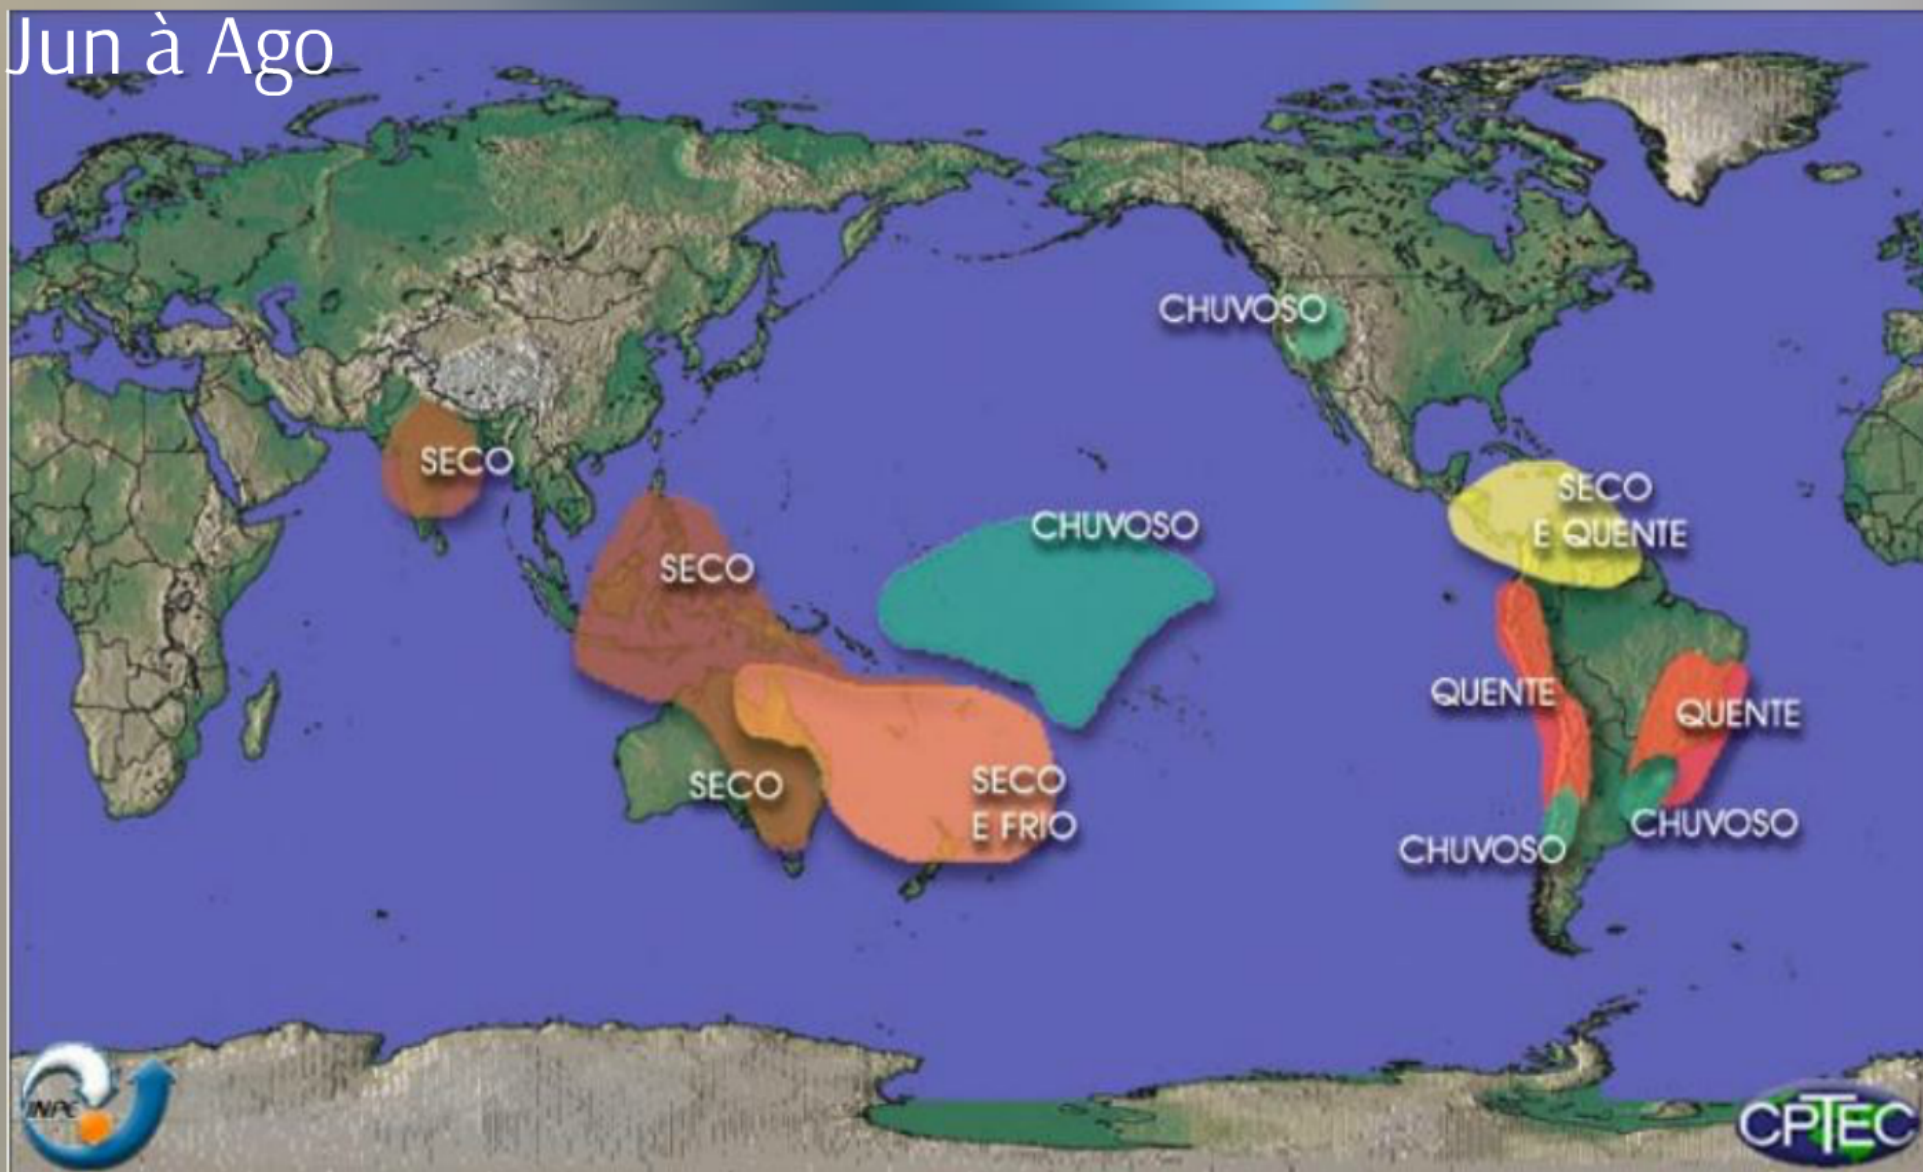 Jun à Ago
CHUVOSO
SECO
SECO
E QUENTE
CHUVOSO
SECO
QUENTE
QUENTE
SECO
SECO
E FRIO
CHUVOSO
CHUVOSO
INPE
CPTEC